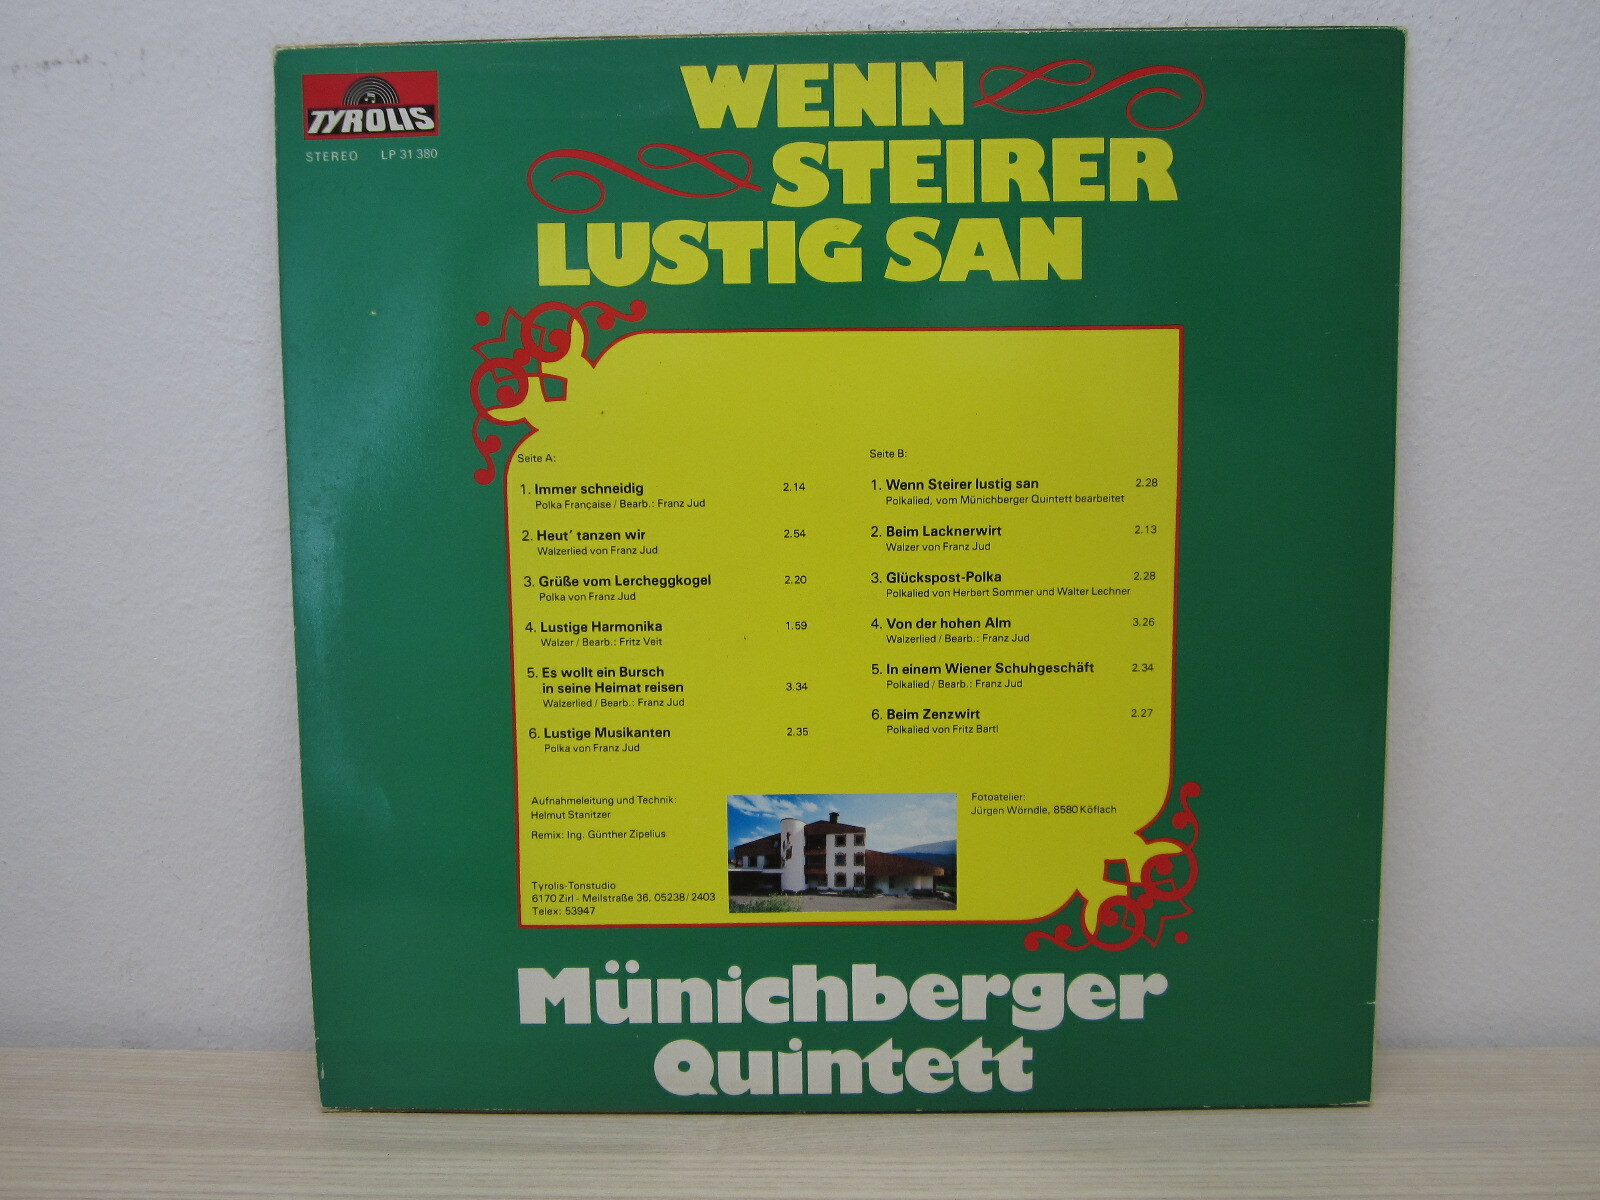 TYROLIS
STEREO LP 31 380
WENN
STEIRER
LUSTIG SAN
Seite A:
1. Immer schneidig 2.14
Polka Française / Bearb.: Franz Jud
2. Heut' tanzen wir 2.54
Walzerlied von Franz Jud
3. Grüße vom Lercheggkogel 2.20
Polka von Franz Jud
4. Lustige Harmonika 1.59
Walzer / Bearb.: Fritz Veit
5. Es wollt ein Bursch
in seine Heimat reisen 3.34
Walzerlied / Bearb.: Franz Jud
6. Lustige Musikanten 2.35
Polka von Franz Jud
Seite B:
1. Wenn Steirer lustig san 2.28
Polkalied, vom Münichberger Quintett bearbeitet
2. Beim Lacknerwirt 2.13
Walzer von Franz Jud
3. Glückspost-Polka 2.28
Polkalied von Herbert Sommer und Walter Lechner
4. Von der hohen Alm 3.26
Walzerlied / Bearb.: Franz Jud
5. In einem Wiener Schuhgeschäft 2.34
Polkalied / Bearb.: Franz Jud
6. Beim Zenzwirt 2.27
Polkalied von Fritz Bartl
Aufnahmeleitung und Technik:
Helmut Stanitzer
Remix: Ing. Günther Zipelius
Tyrolis-Tonstudio
6170 Zirl - Meilstraße 36, 05238/2403
Telex: 53947
Fotoatelier:
Jürgen Wörndle, 8580 Köflach
Münichberger
Quintett